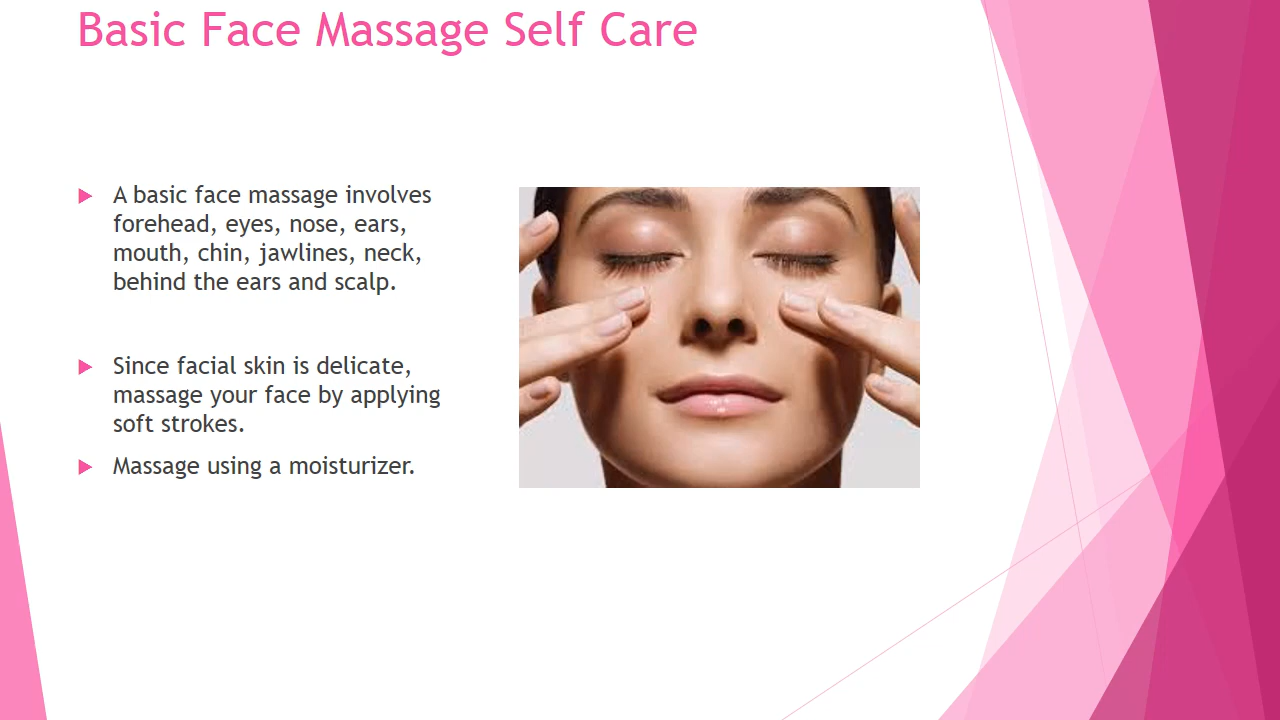 Basic Face Massage Self Care
A basic face massage involves
forehead, eyes, nose, ears,
mouth, chin, jawlines, neck,
behind the ears and scalp.
Since facial skin is delicate,
massage your face by applying
soft strokes.
Massage using a moisturizer.